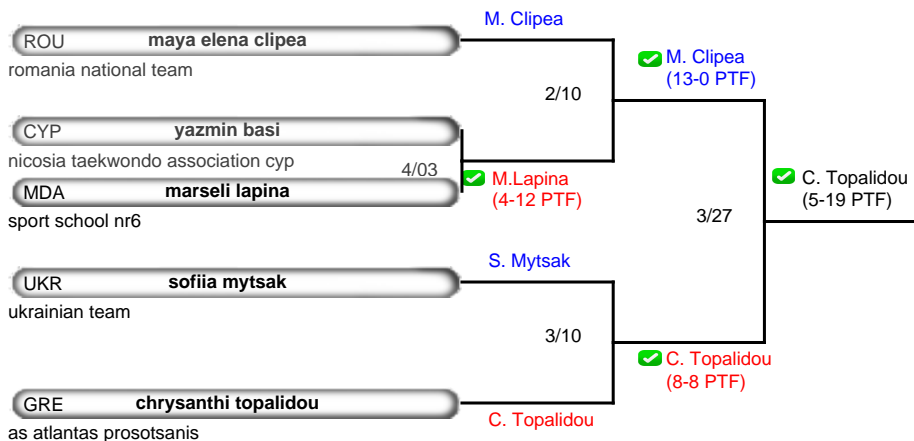 M. Clipea
ROU maya elena clipea
romania national team
2/10
M. Clipea
(13-0 PTF)
CYP yazmin basi
nicosia taekwondo association cyp
4/03
MDA marseli lapina
sport school nr6
M.Lapina
(4-12 PTF)
3/27
C. Topalidou
(5-19 PTF)
S. Mytsak
UKR sofiia mytsak
ukrainian team
3/10
C. Topalidou
(8-8 PTF)
GRE chrysanthi topalidou
as atlantas prosotsanis
C. Topalidou